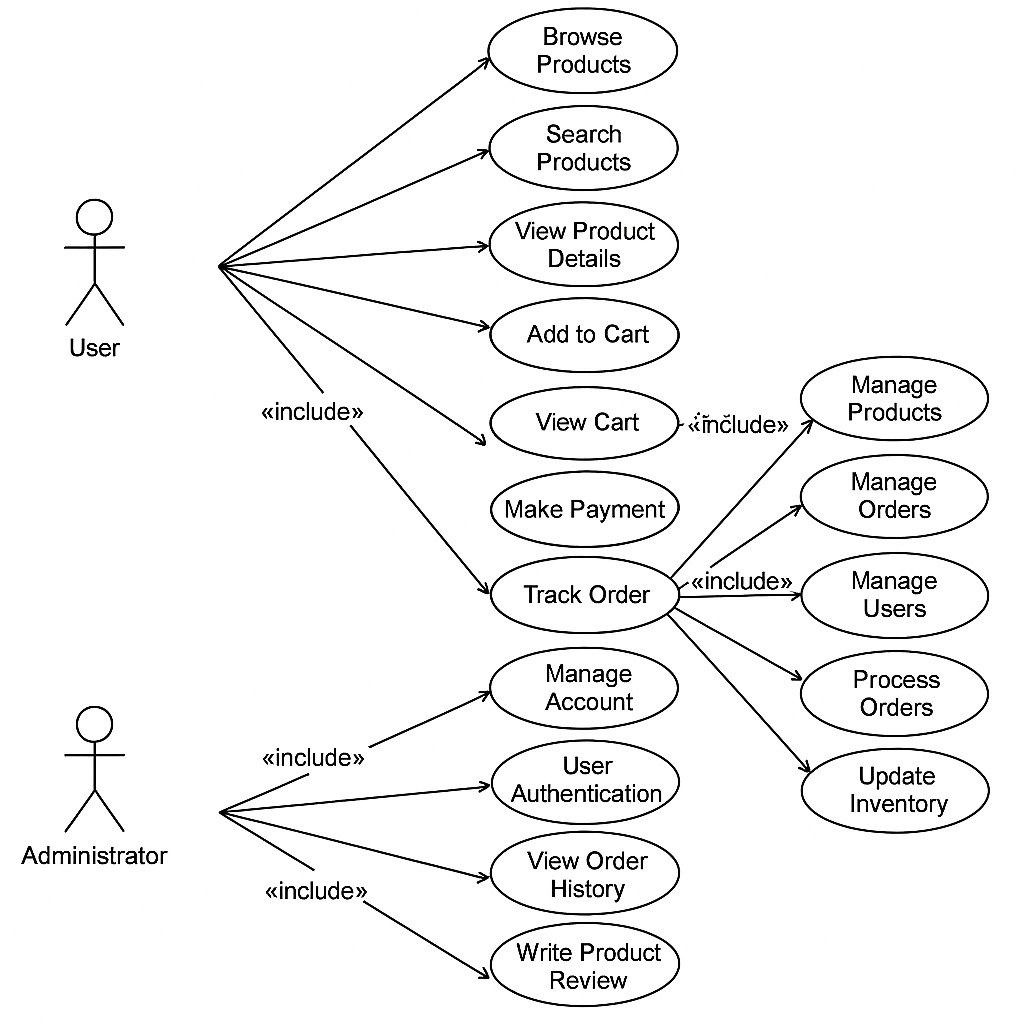 Browse
Products
Search
Products
View Product
Details
User
Add to Cart
«include»
View Cart
«include»
Manage
Products
Make Payment
Manage
Orders
Track Order
«include»
Manage
Users
Manage
Account
Process
Orders
«include»
User
Authentication
Update
Inventory
Administrator
View Order
History
«include»
Write Product
Review